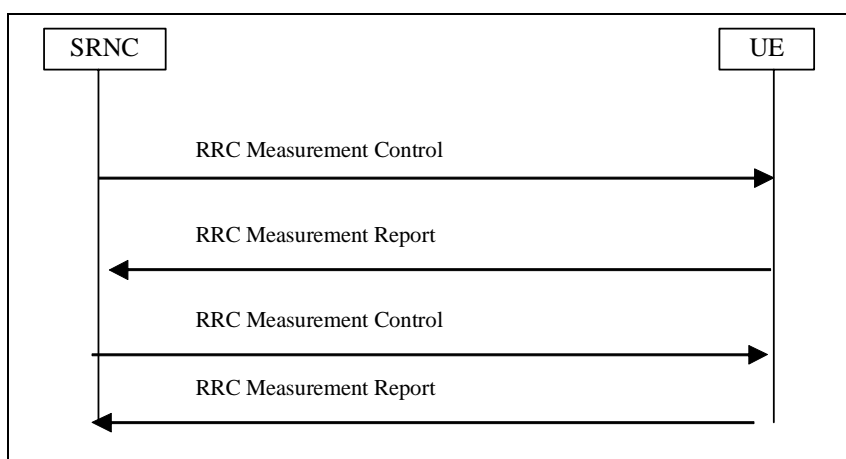 SRNC
UE
RRC Measurement Control
RRC Measurement Report
RRC Measurement Control
RRC Measurement Report